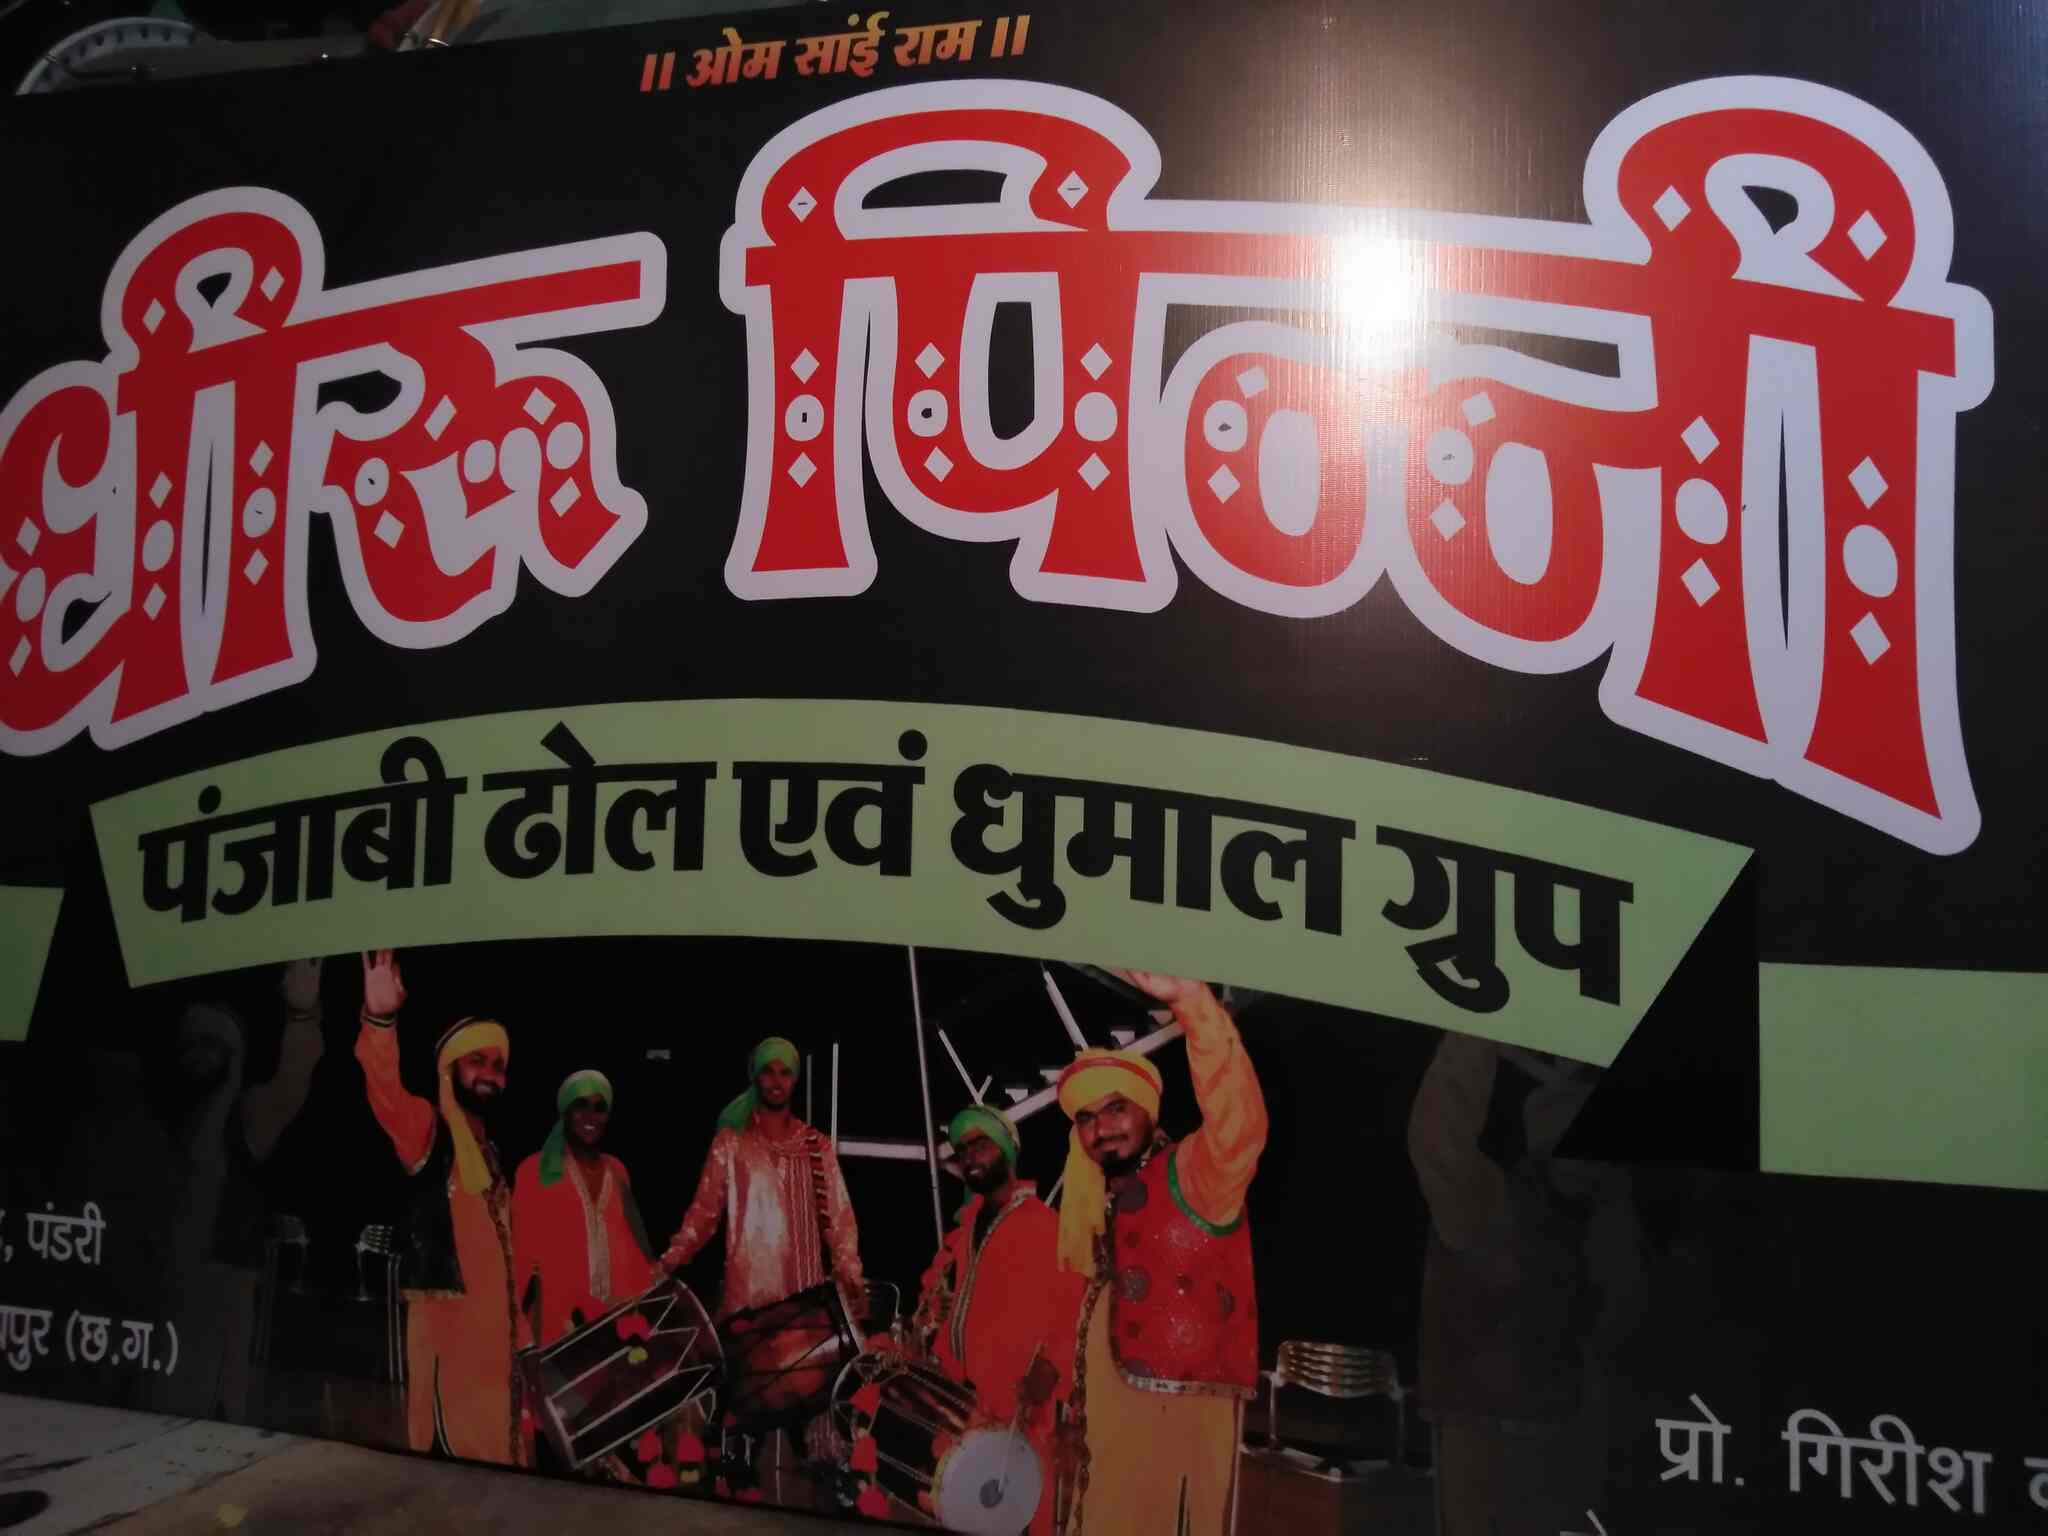 ॥ ओम सांई राम ॥
धीरू पिन्नी
पंजाबी ढोल एवं धुमाल ग्रुप
पंडरी
(छ.ग.)
प्रो. गिरीश